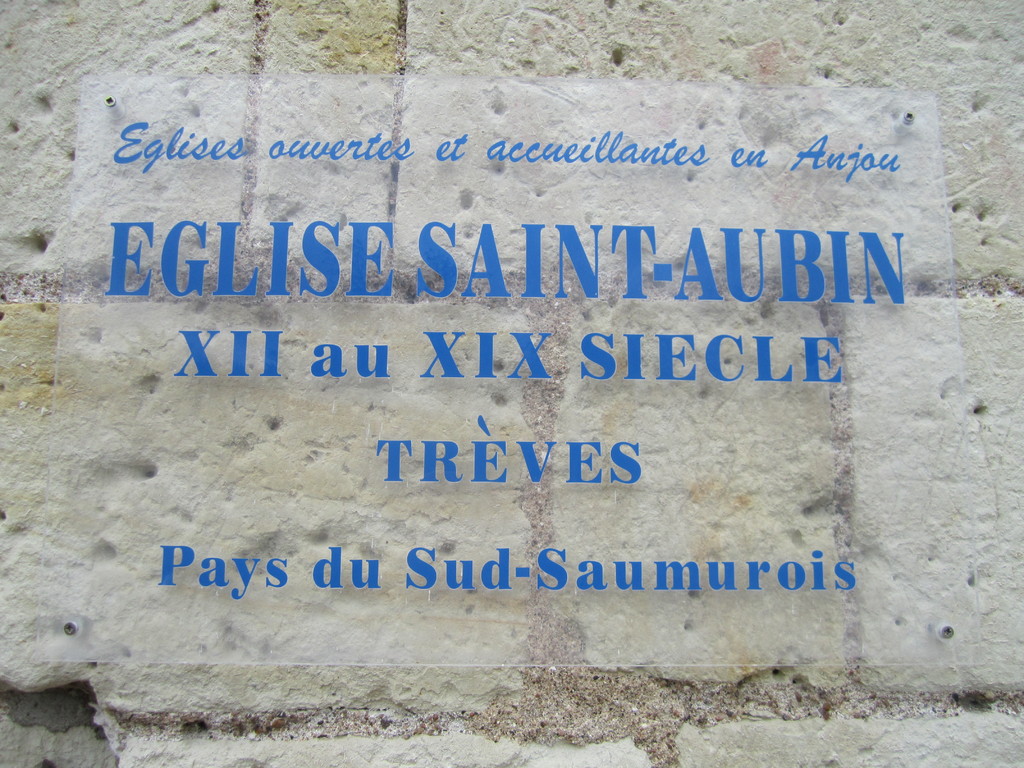 Eglises ouvertes et accueillantes en Anjou
EGLISE SAINT-AUBIN
XII au XIX SIECLE
TRÈVES
Pays du Sud-Saumurois